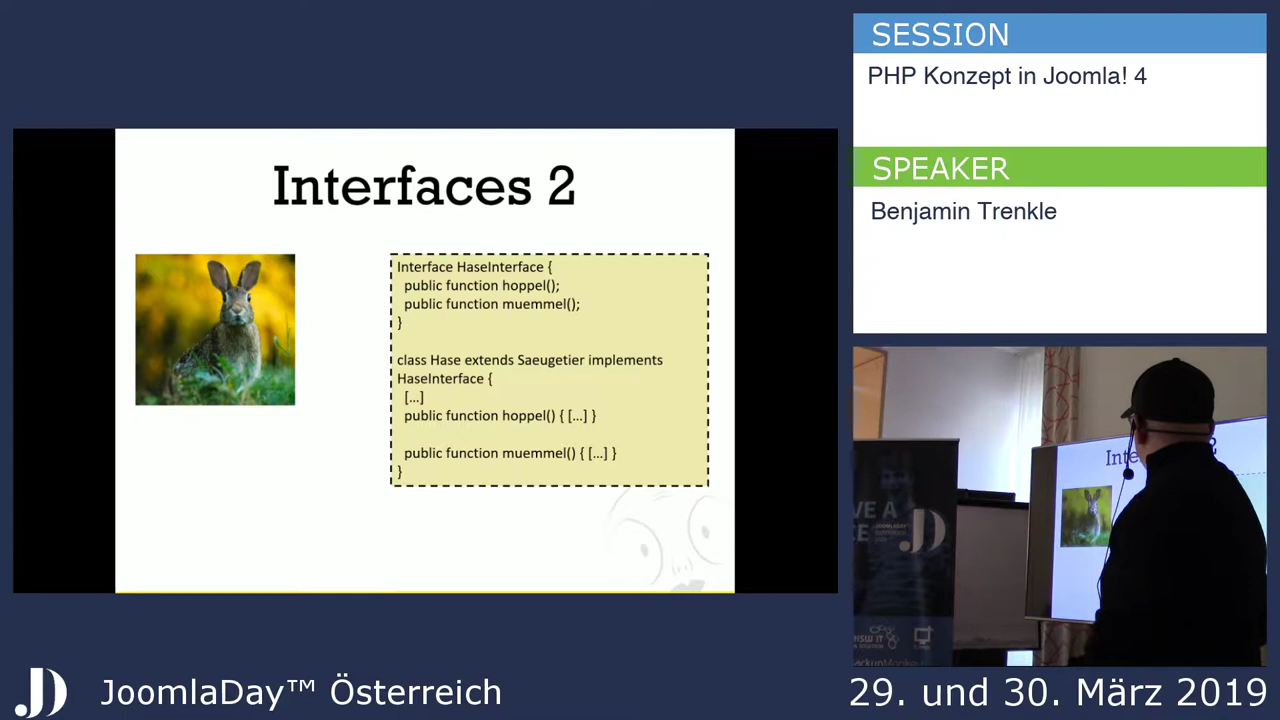 SESSION
PHP Konzept in Joomla! 4
SPEAKER
Benjamin Trenkle
Interfaces 2
Interface HaseInterface {
public function hoppel();
public function muemmel();
}
class Hase extends Saeugetier implements
HaseInterface {
[...]
public function hoppel() { [...] }
public function muemmel() { [...] }
}
JD
JoomlaDay™ Österreich
29. und 30. März 2019